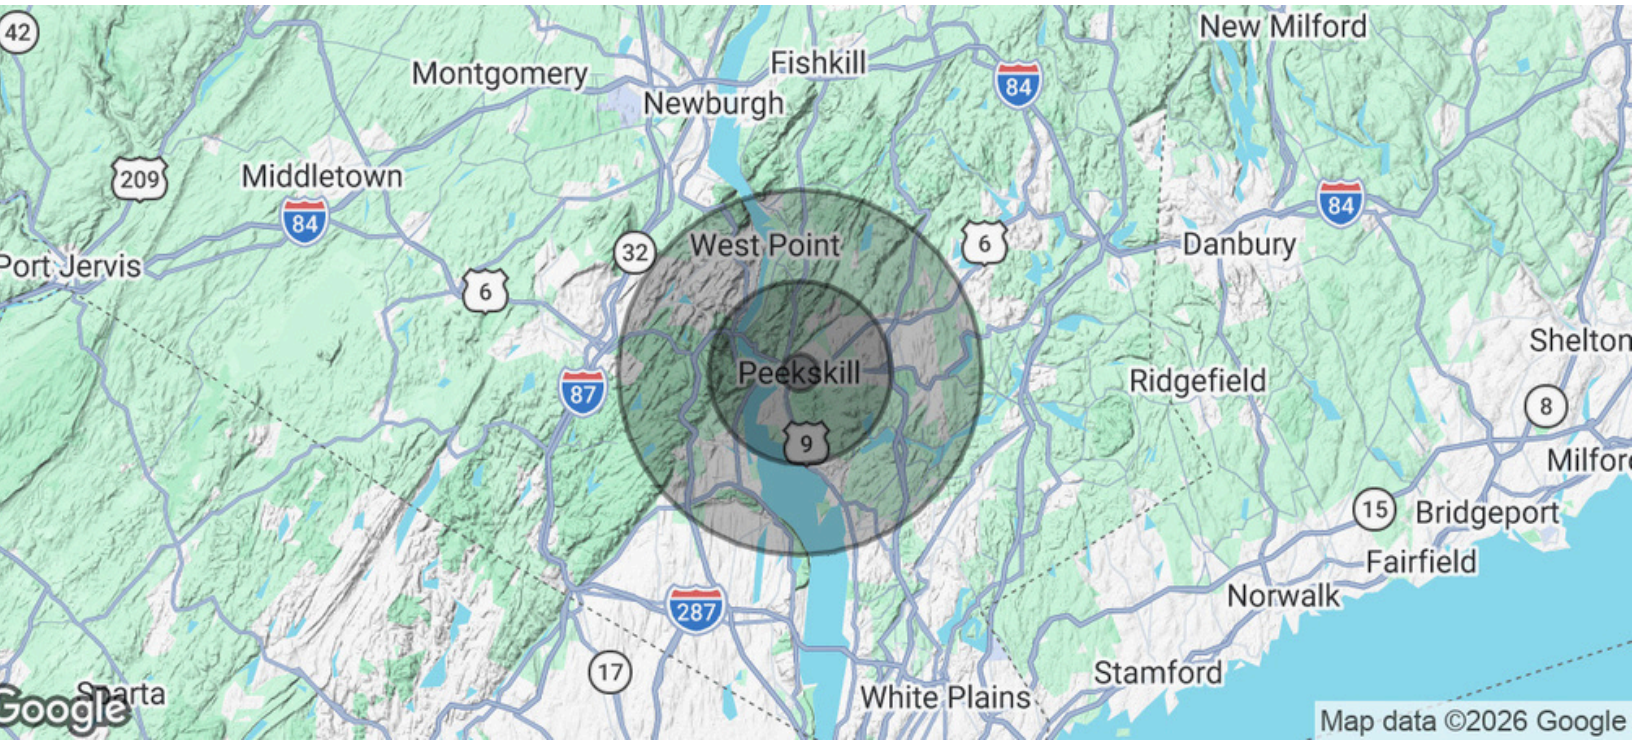 42
New Milford
Fishkill
Montgomery
84
Newburgh
209
Middletown
84
84
32
West Point
6
Danbury
Port Jervis
6
Shelton
Peekskill
Ridgefield
87
8
9
Milford
15
Bridgeport
Fairfield
Norwalk
287
17
Stamford
Sparta
White Plains
Google
Map data ©2026 Google